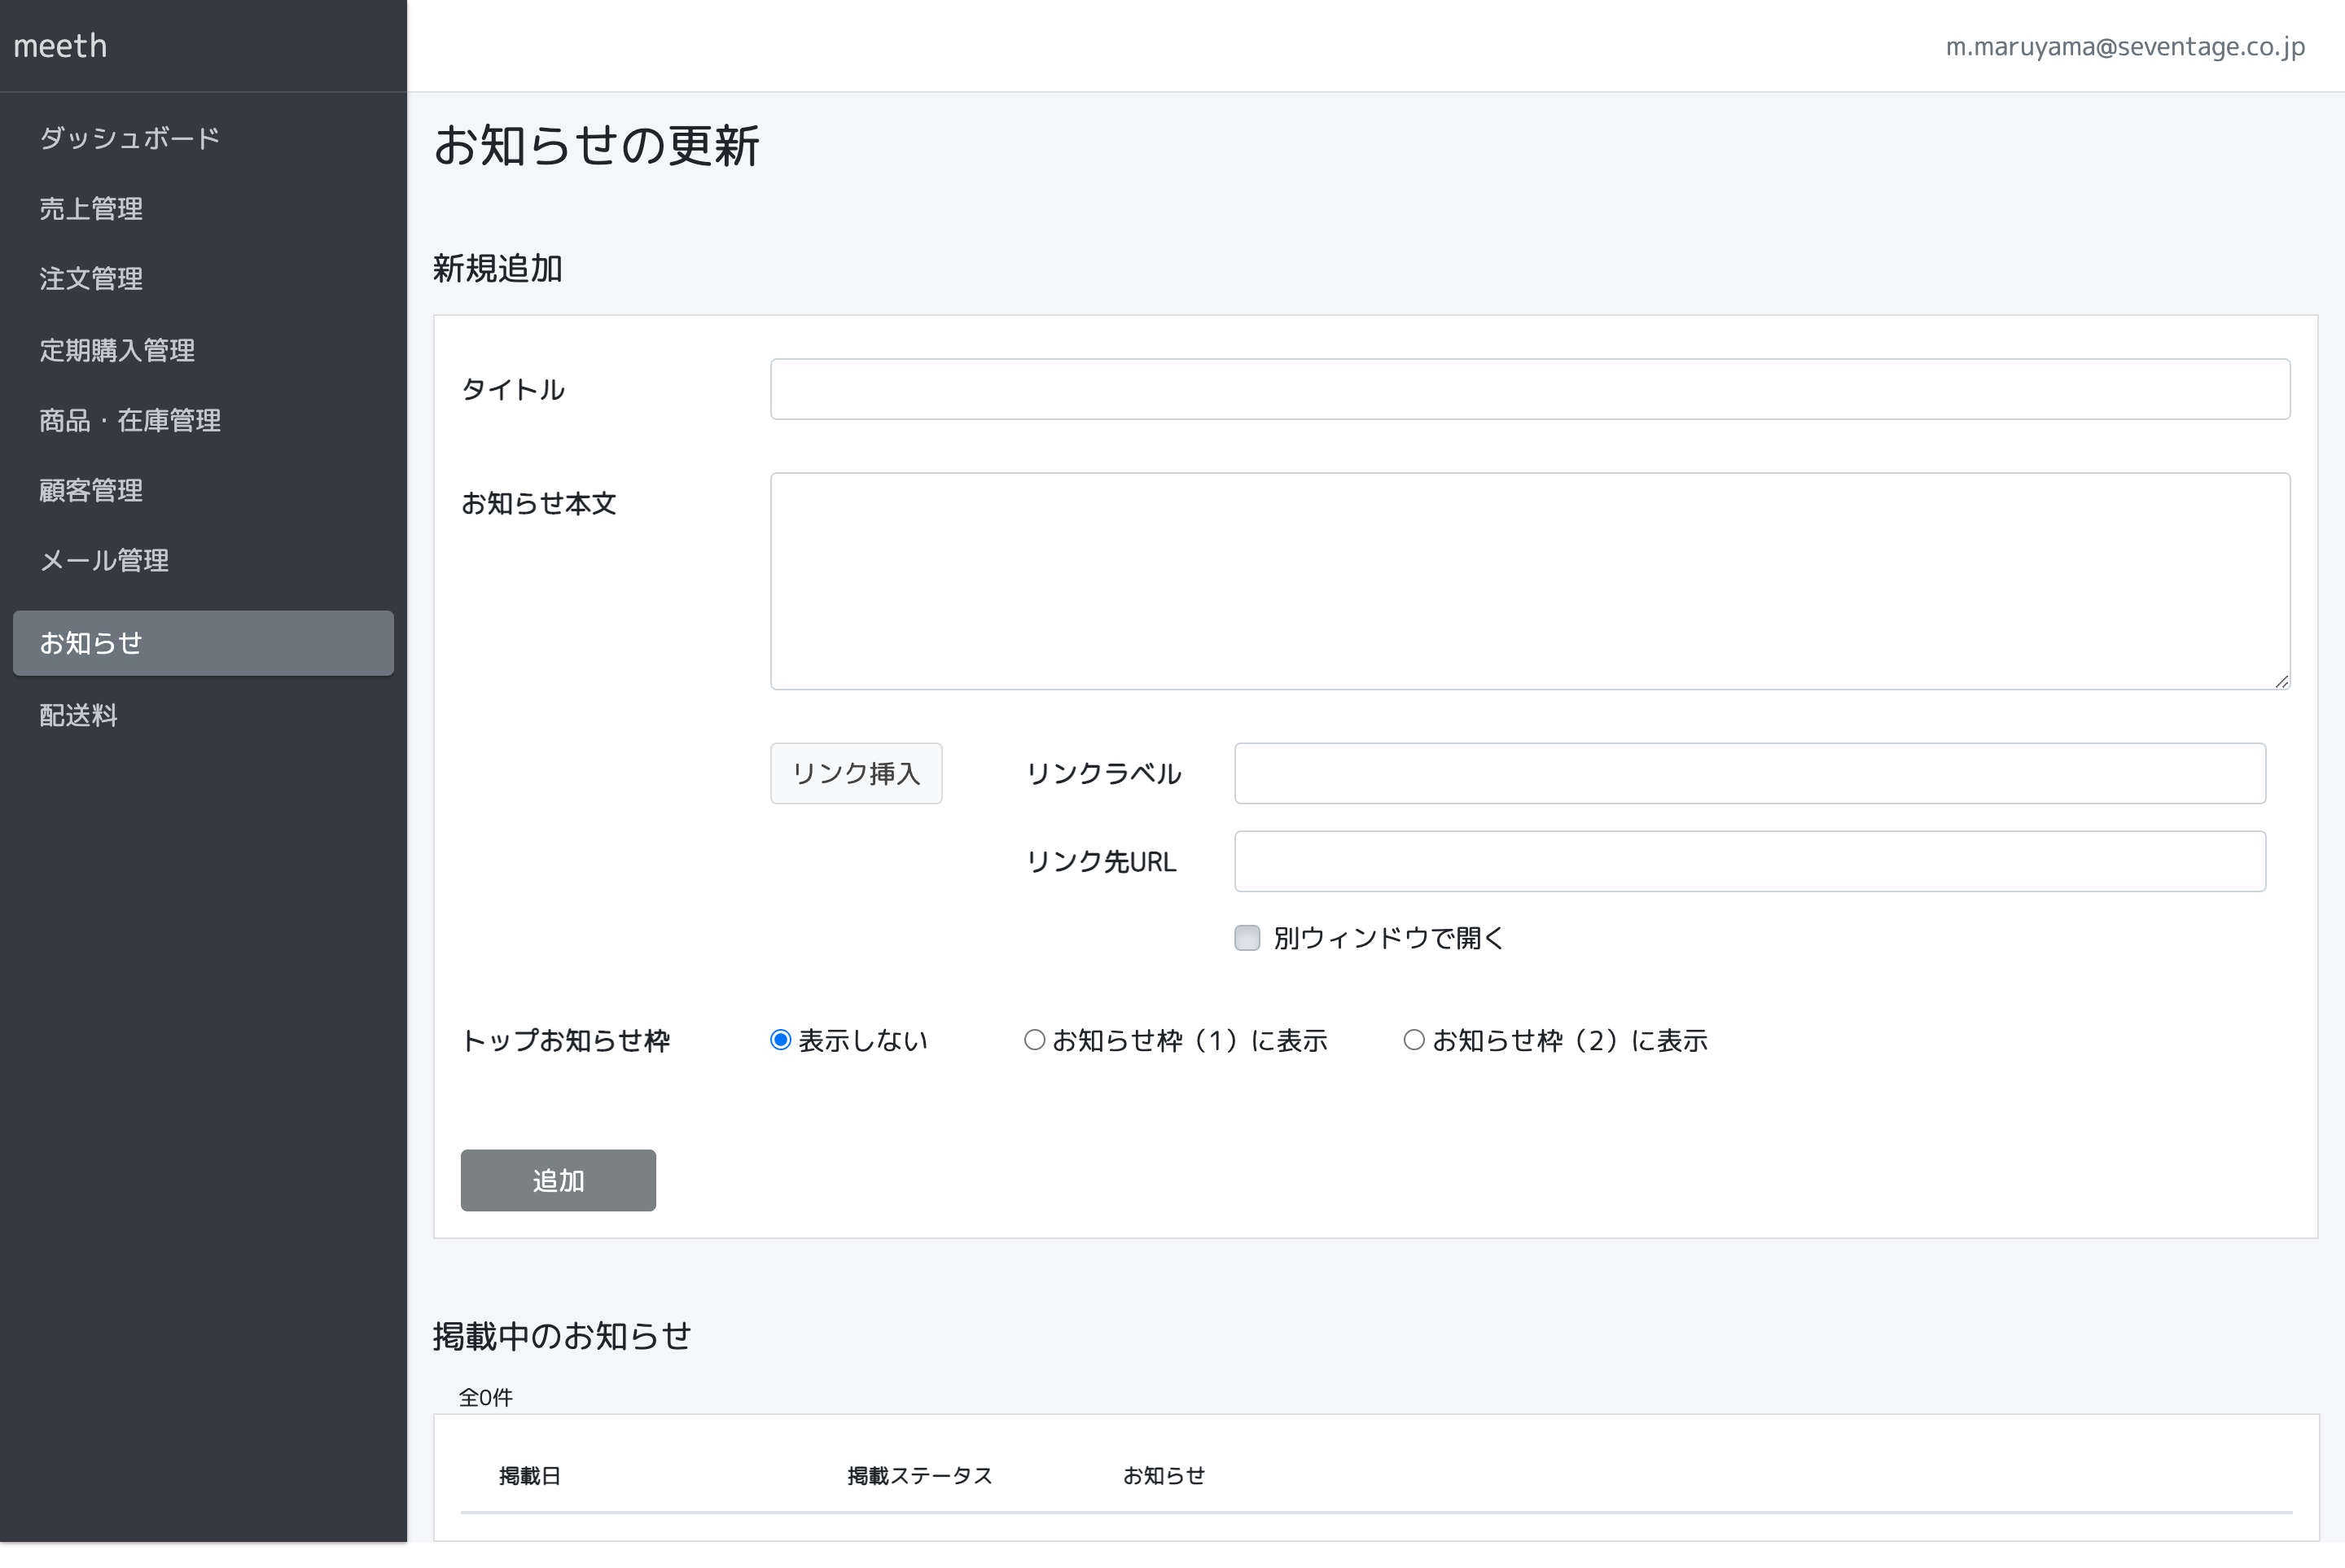 meeth
m.maruyama@seventage.co.jp
ダッシュボード
売上管理
注文管理
定期購入管理
商品・在庫管理
顧客管理
メール管理
お知らせ
配送料
お知らせの更新
新規追加
タイトル
お知らせ本文
リンク挿入
リンクラベル
リンク先URL
別ウィンドウで開く
トップお知らせ枠
表示しない
お知らせ枠（1）に表示
お知らせ枠（2）に表示
追加
掲載中のお知らせ
全0件
掲載日 掲載ステータス お知らせ